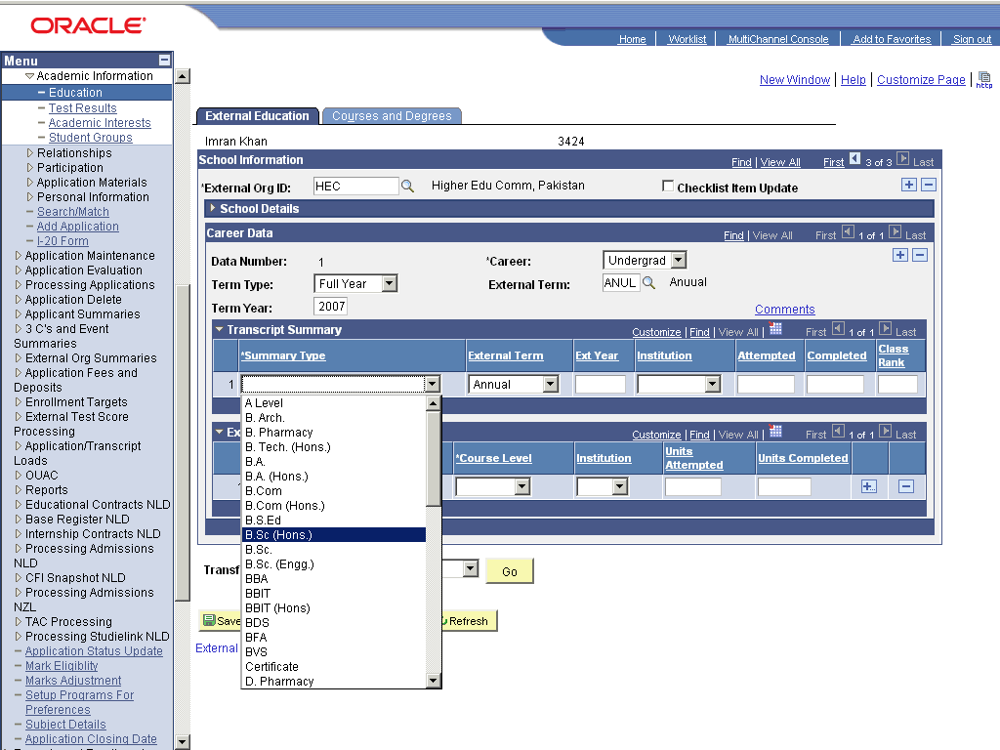 ORACLE®
Home Worklist MultiChannel Console Add to Favorites Sign out
Menu
Academic Information
Education
Test Results
Academic Interests
Student Groups
Relationships
Participation
Application Materials
Personal Information
Search/Match
Add Application
I-20 Form
Application Maintenance
Application Evaluation
Processing Applications
Application Delete
Applicant Summaries
3 C's and Event
Summaries
External Org Summaries
Application Fees and
Deposits
Enrollment Targets
External Test Score
Processing
Application/Transcript
Loads
OUAC
Reports
Educational Contracts NLD
Base Register NLD
Internship Contracts NLD
Processing Admissions
NLD
CFI Snapshot NLD
Processing Admissions
NZL
TAC Processing
Processing Studielink NLD
Application Status Update
Mark Eligiblity
Marks Adjustment
Setup Programs For
Preferences
Subject Details
Application Closing Date
New Window Help Customize Page http
External Education Courses and Degrees
Imran Khan 3424
School Information Find | View All First 3 of 3 Last
*External Org ID: HEC Higher Edu Comm, Pakistan Checklist Item Update
School Details
Career Data Find | View All First 1 of 1 Last
Data Number: 1 *Career: Undergrad
Term Type: Full Year External Term: ANUL Anuual
Term Year: 2007
Comments
Transcript Summary Customize | Find | View All | First 1 of 1 Last
*Summary Type External Term Ext Year Institution Attempted Completed Class Rank
1 Annual
A Level
B. Arch.
B. Pharmacy
B. Tech. (Hons.)
B.A.
B.A. (Hons.)
B.Com
B.Com (Hons.)
B.S.Ed
B.Sc (Hons.)
B.Sc.
B.Sc. (Engg.)
BBA
BBIT
BBIT (Hons)
BDS
BFA
BVS
Certificate
D. Pharmacy
Ex Customize | Find | View All | First 1 of 1 Last
*Course Level Institution Units Attempted Units Completed
Transf Go
Save Refresh
External